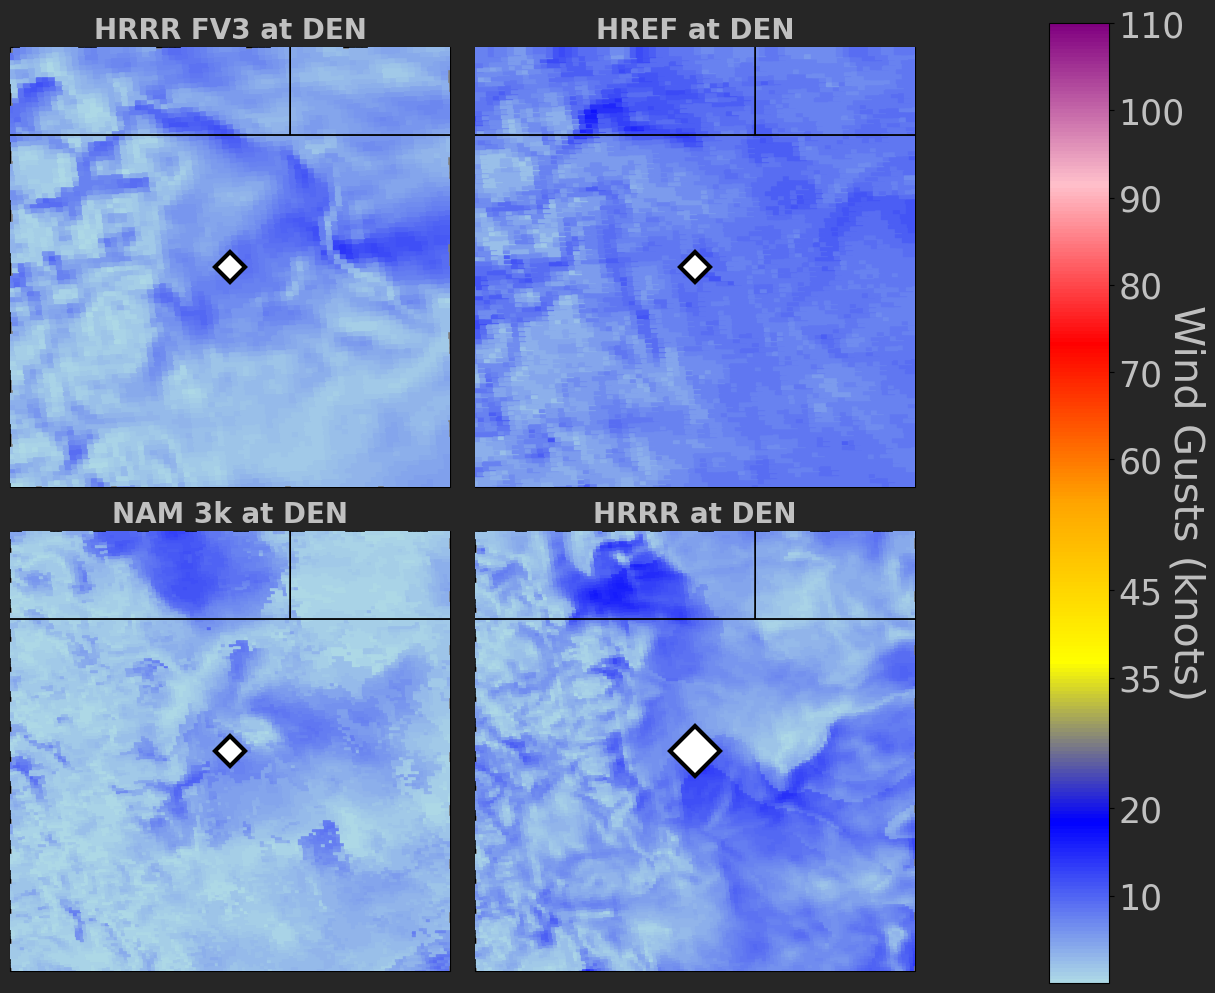 HRRR FV3 at DEN
HREF at DEN
NAM 3k at DEN
HRRR at DEN
110
100
90
80
70
60
45
35
20
10
Wind Gusts (knots)